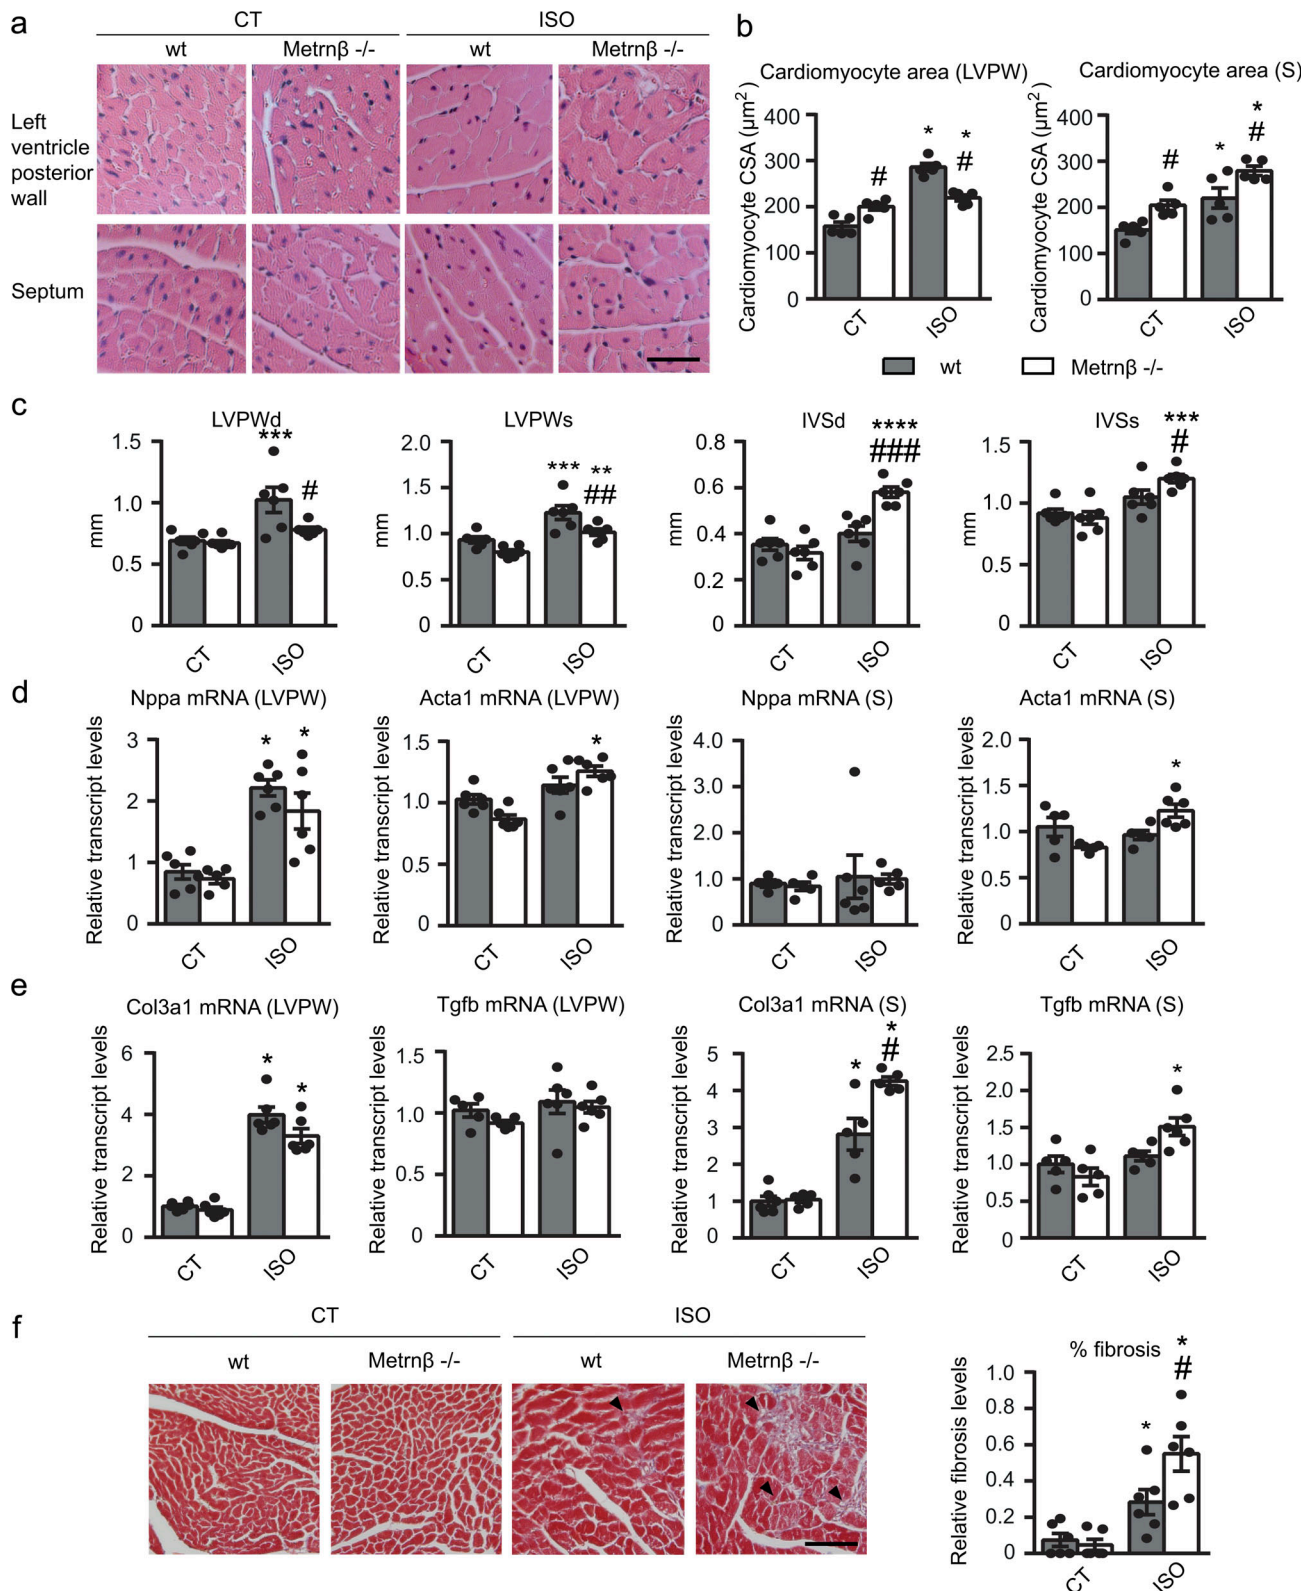 a
CT
ISO
wt
Metrnβ -/-
wt
Metrnβ -/-
Left
ventricle
posterior
wall
Septum
b
Cardiomyocyte area (LVPW)
Cardiomyocyte CSA (µm²)
400
300
200
100
0
#
*
*
#
CT
ISO
Cardiomyocyte area (S)
Cardiomyocyte CSA (µm²)
400
300
200
100
0
#
*
*
#
CT
ISO
wt
Metrnβ -/-
c
LVPWd
mm
1.5
1.0
0.5
0
***
#
CT
ISO
LVPWs
mm
2.0
1.5
1.0
0.5
0
***
**
##
CT
ISO
IVSd
mm
0.8
0.6
0.4
0.2
0
****
###
CT
ISO
IVSs
mm
1.5
1.0
0.5
0
***
#
CT
ISO
d
Nppa mRNA (LVPW)
Relative transcript levels
3
2
1
0
*
*
CT
ISO
Acta1 mRNA (LVPW)
Relative transcript levels
1.5
1.0
0.5
0
*
CT
ISO
Nppa mRNA (S)
Relative transcript levels
4.0
3.0
2.0
1.0
0
CT
ISO
Acta1 mRNA (S)
Relative transcript levels
2.0
1.5
1.0
0.5
0
*
CT
ISO
e
Col3a1 mRNA (LVPW)
Relative transcript levels
6
4
2
0
*
*
CT
ISO
Tgfb mRNA (LVPW)
Relative transcript levels
1.5
1.0
0.5
0
CT
ISO
Col3a1 mRNA (S)
Relative transcript levels
5
4
3
2
1
0
*
*
#
CT
ISO
Tgfb mRNA (S)
Relative transcript levels
2.5
2.0
1.5
1.0
0.5
0
*
CT
ISO
f
CT
ISO
wt
Metrnβ -/-
wt
Metrnβ -/-
% fibrosis
Relative fibrosis levels
1.0
0.8
0.6
0.4
0.2
0
*
*
#
CT
ISO